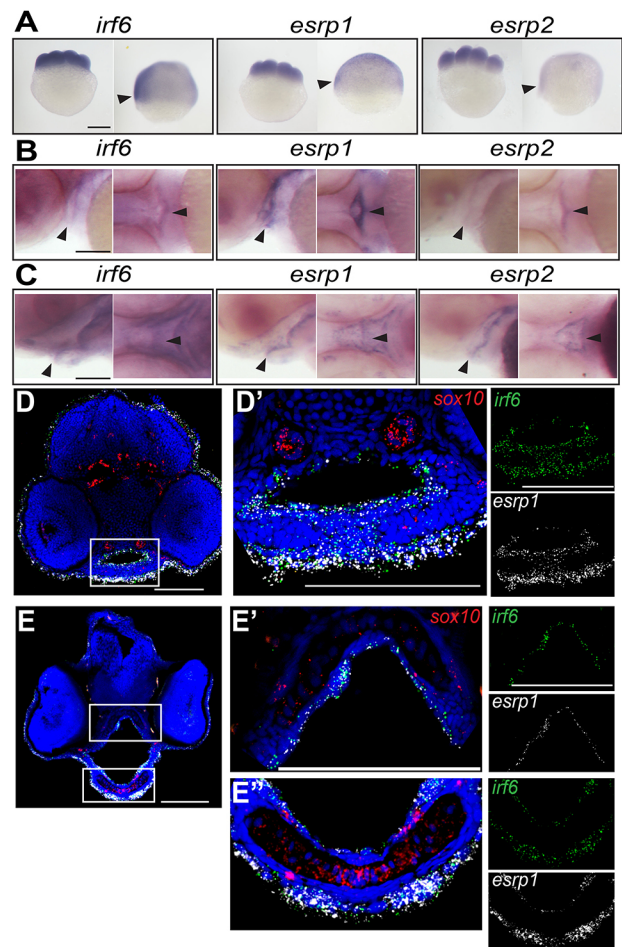 A
irf6 esrp1 esrp2
B
irf6 esrp1 esrp2
C
irf6 esrp1 esrp2
D
D'
sox10
irf6
esrp1
E
E'
sox10
irf6
esrp1
E"
irf6
esrp1